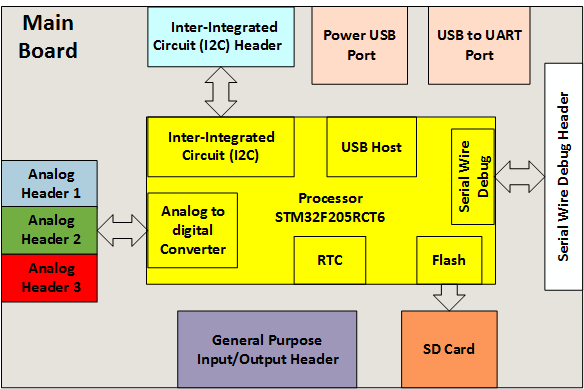 Main
Board
Inter-Integrated
Circuit (I2C) Header
Power USB
Port
USB to UART
Port
Inter-Integrated
Circuit (I2C)
USB Host
Serial Wire
Debug
Serial Wire Debug Header
Analog
Header 1
Analog
Header 2
Analog
Header 3
Analog to
digital
Converter
Processor
STM32F205RCT6
RTC
Flash
General Purpose
Input/Output Header
SD Card